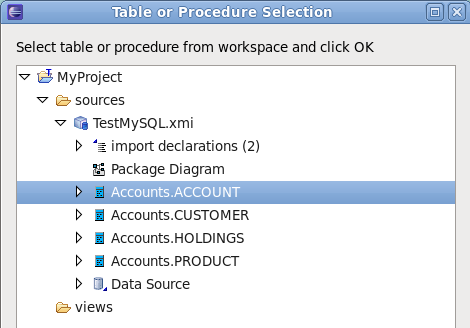 Table or Procedure Selection
Select table or procedure from workspace and click OK
MyProject
sources
TestMySQL.xmi
import declarations (2)
Package Diagram
Accounts.ACCOUNT
Accounts.CUSTOMER
Accounts.HOLDINGS
Accounts.PRODUCT
Data Source
views